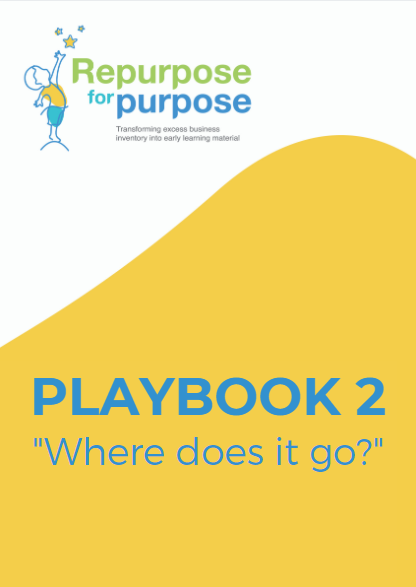 Repurpose
for purpose
Transforming excess business
inventory into early learning material
PLAYBOOK 2
"Where does it go?"